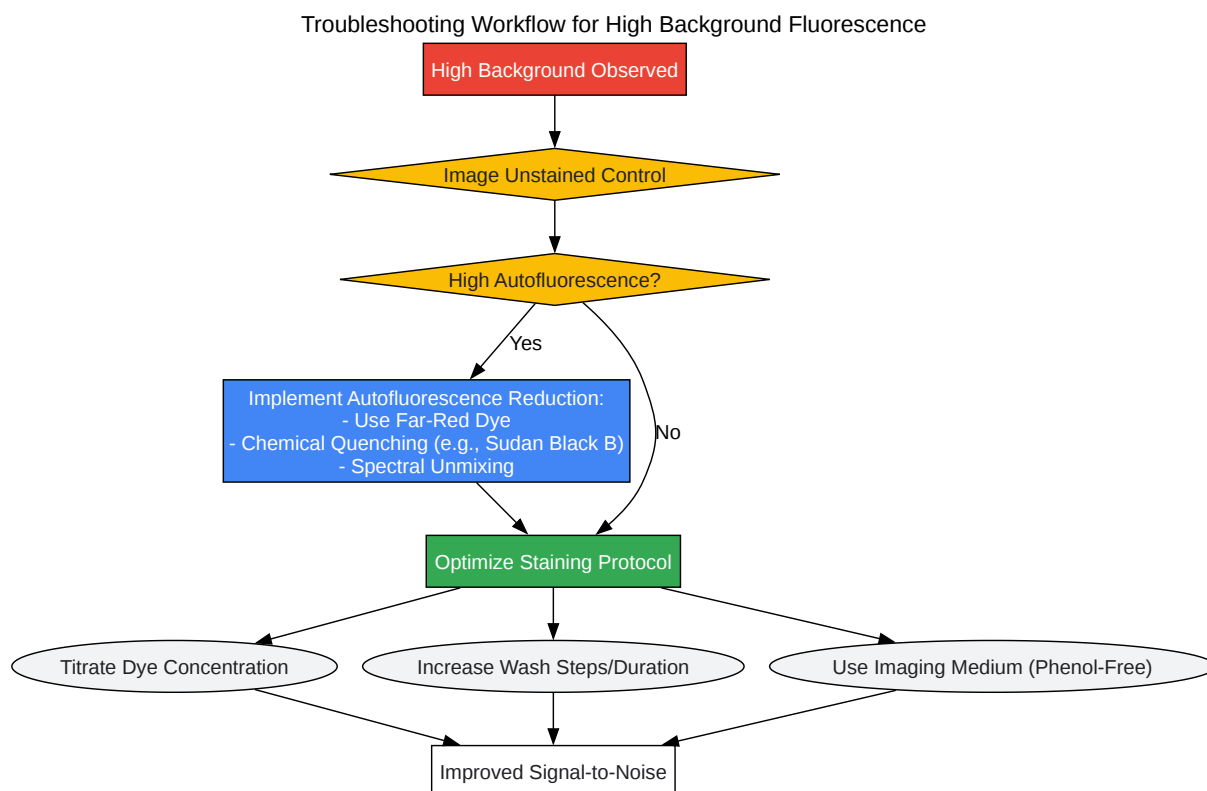 Troubleshooting Workflow for High Background Fluorescence
High Background Observed
Image Unstained Control
High Autofluorescence?
Yes
Implement Autofluorescence Reduction:
- Use Far-Red Dye
- Chemical Quenching (e.g., Sudan Black B)
- Spectral Unmixing
No
Optimize Staining Protocol
Titrate Dye Concentration
Increase Wash Steps/Duration
Use Imaging Medium (Phenol-Free)
Improved Signal-to-Noise